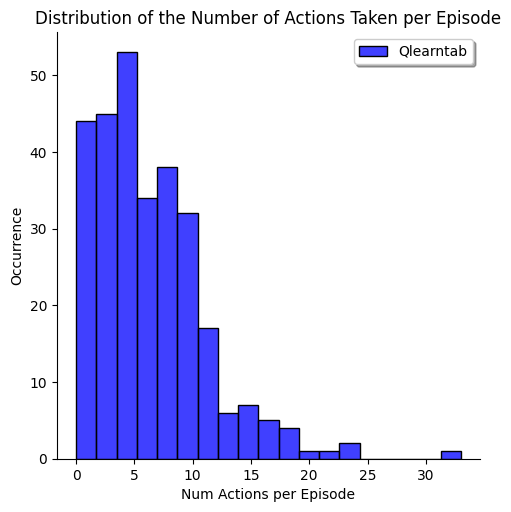 Distribution of the Number of Actions Taken per Episode
Qlearntab
50
40
30
20
10
0
Occurrence
0 5 10 15 20 25 30
Num Actions per Episode